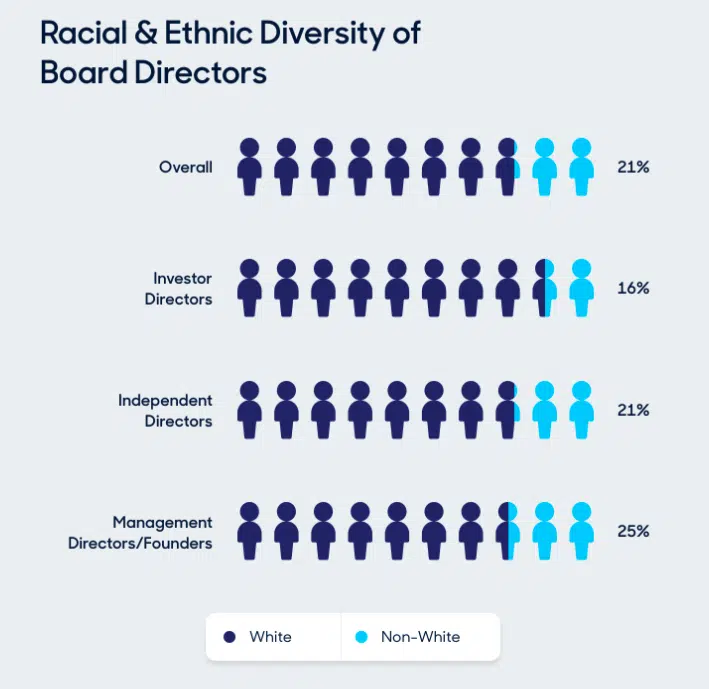 Racial & Ethnic Diversity of
Board Directors
Overall
21%
Investor
Directors
16%
Independent
Directors
21%
Management
Directors/Founders
25%
White
Non-White